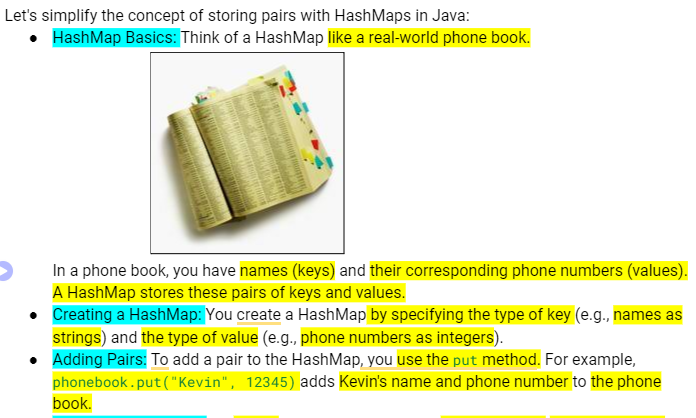 Let's simplify the concept of storing pairs with HashMaps in Java:
● HashMap Basics: Think of a HashMap like a real-world phone book.
In a phone book, you have names (keys) and their corresponding phone numbers (values).
A HashMap stores these pairs of keys and values.
● Creating a HashMap: You create a HashMap by specifying the type of key (e.g., names as
strings) and the type of value (e.g., phone numbers as integers).
● Adding Pairs: To add a pair to the HashMap, you use the put method. For example,
phonebook.put("Kevin", 12345) adds Kevin's name and phone number to the phone
book.